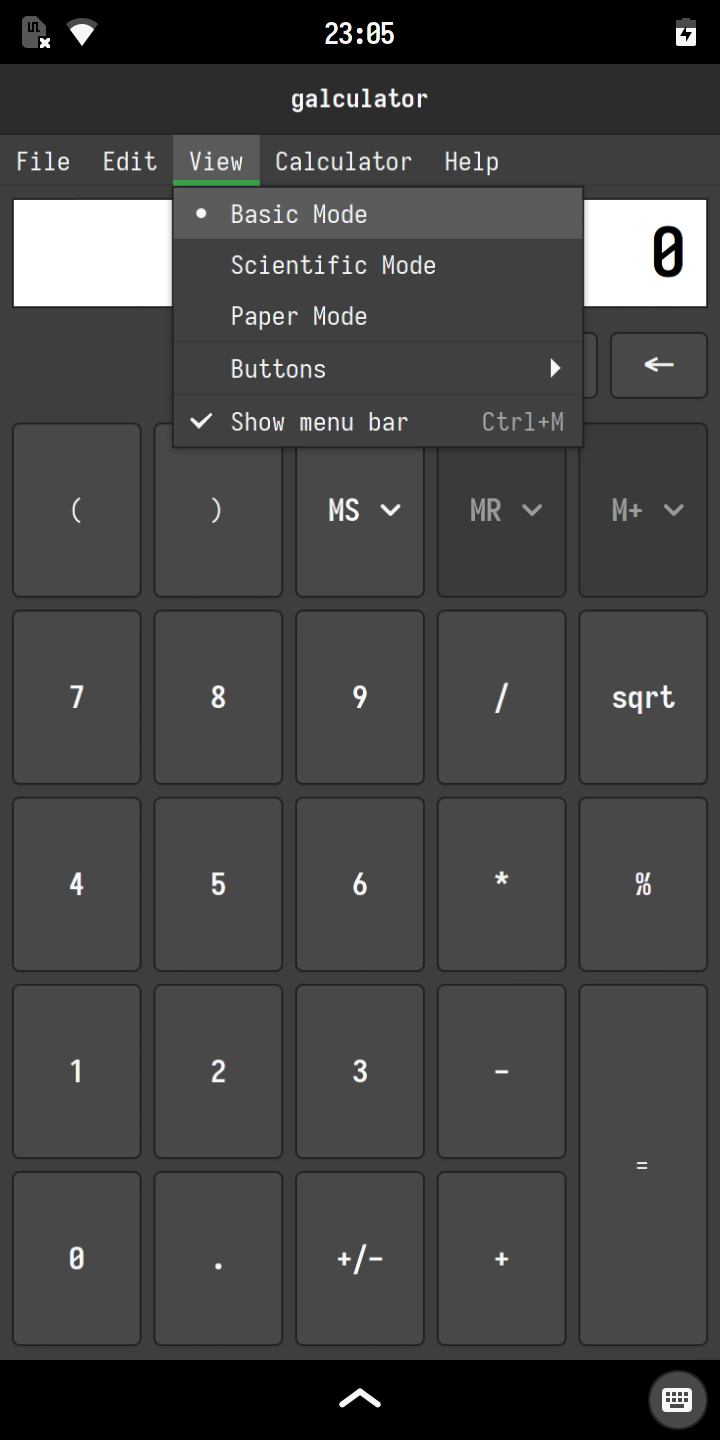 23:05
galculator
File Edit View Calculator Help
Basic Mode
0
Scientific Mode
Paper Mode
Buttons
←
Show menu bar Ctrl+M
( ) MS MR M+
7 8 9 / sqrt
4 5 6 * %
1 2 3 -
=
0 . +/- +